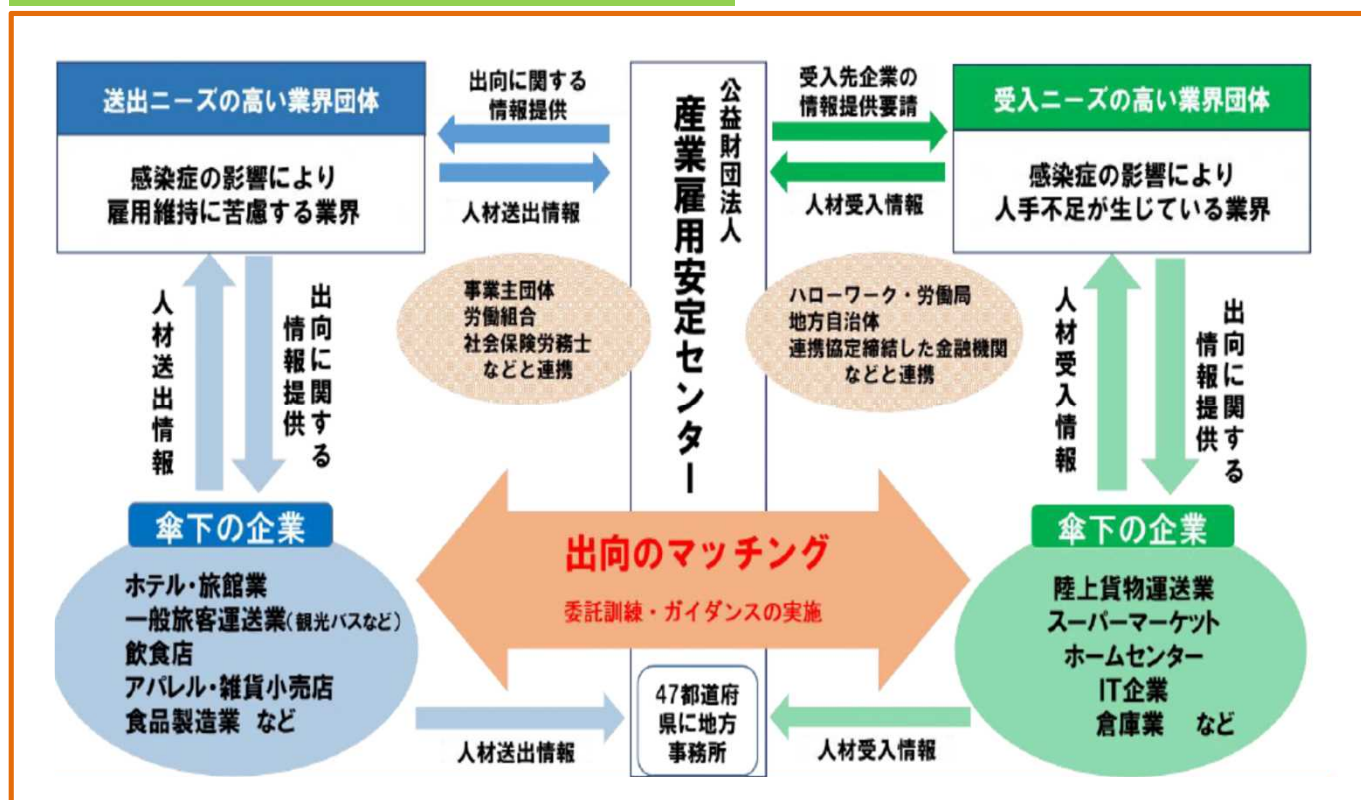 送出ニーズの高い業界団体
感染症の影響により
雇用維持に苦慮する業界
出向に関する
情報提供
人材送出情報
公益財団法人
産業雇用安定センター
受入先企業の
情報提供要請
人材受入情報
受入ニーズの高い業界団体
感染症の影響により
人手不足が生じている業界
人材送出情報
出向に関する
情報提供
事業主団体
労働組合
社会保険労務士
などと連携
ハローワーク・労働局
地方自治体
連携協定締結した金融機関
などと連携
人材受入情報
出向に関する
情報提供
傘下の企業
ホテル・旅館業
一般旅客運送業(観光バスなど)
飲食店
アパレル・雑貨小売店
食品製造業 など
出向のマッチング
委託訓練・ガイダンスの実施
傘下の企業
陸上貨物運送業
スーパーマーケット
ホームセンター
IT企業
倉庫業 など
人材送出情報
47都道府
県に地方
事務所
人材受入情報